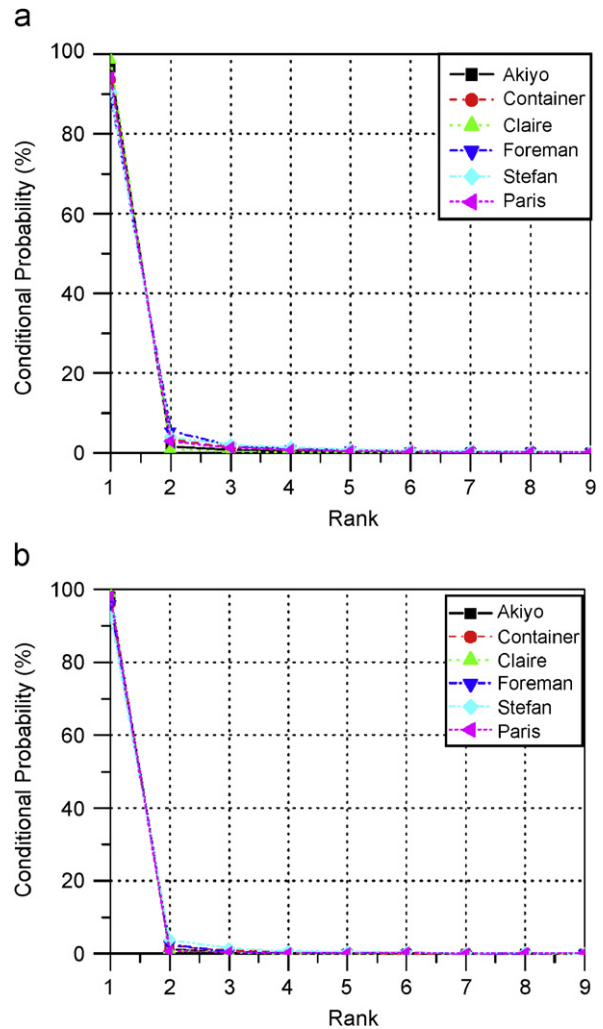 a
100
80
60
40
20
0
Conditional Probability (%)
Akiyo
Container
Claire
Foreman
Stefan
Paris
1 2 3 4 5 6 7 8 9
Rank
b
100
80
60
40
20
0
Conditional Probability (%)
Akiyo
Container
Claire
Foreman
Stefan
Paris
1 2 3 4 5 6 7 8 9
Rank